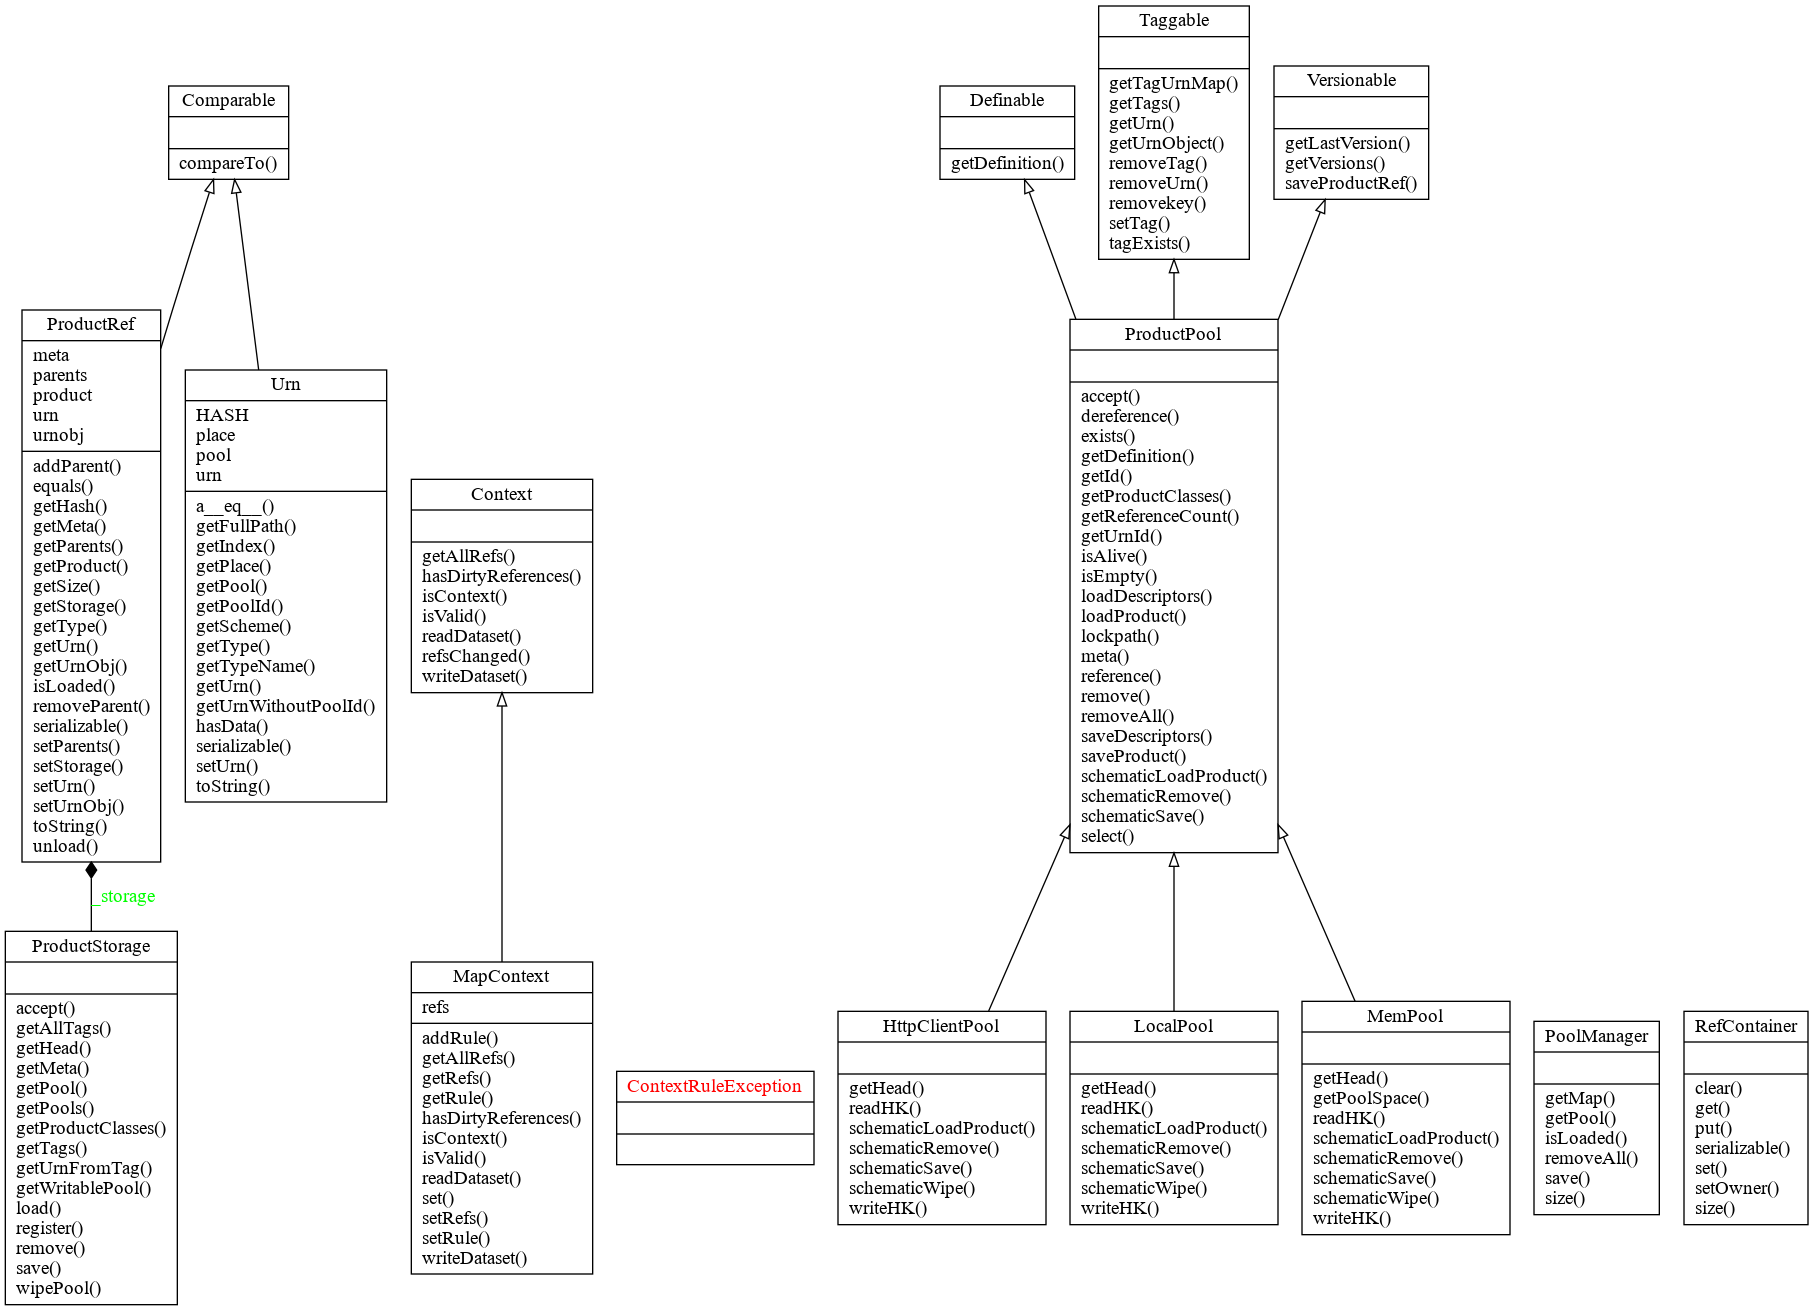 Taggable
getTagUrnMap()
getTags()
getUrn()
getUrnObject()
removeTag()
removeUrn()
removekey()
setTag()
tagExists()
Comparable
compareTo()
Definable
getDefinition()
Versionable
getLastVersion()
getVersions()
saveProductRef()
ProductRef
meta
parents
product
urn
urnobj
addParent()
equals()
getHash()
getMeta()
getParents()
getProduct()
getSize()
getStorage()
getType()
getUrn()
getUrnObj()
isLoaded()
removeParent()
serializable()
setParents()
setStorage()
setUrn()
setUrnObj()
toString()
unload()
Urn
HASH
place
pool
urn
a__eq__()
getFullPath()
getIndex()
getPlace()
getPool()
getPoolId()
getScheme()
getType()
getTypeName()
getUrn()
getUrnWithoutPoolId()
hasData()
serializable()
setUrn()
toString()
Context
getAllRefs()
hasDirtyReferences()
isContext()
isValid()
readDataset()
refsChanged()
writeDataset()
ProductPool
accept()
dereference()
exists()
getDefinition()
getId()
getProductClasses()
getReferenceCount()
getUrnId()
isAlive()
isEmpty()
loadDescriptors()
loadProduct()
lockpath()
meta()
reference()
remove()
removeAll()
saveDescriptors()
saveProduct()
schematicLoadProduct()
schematicRemove()
schematicSave()
select()
_storage
ProductStorage
accept()
getAllTags()
getHead()
getMeta()
getPool()
getPools()
getProductClasses()
getTags()
getUrnFromTag()
getWritablePool()
load()
register()
remove()
save()
wipePool()
MapContext
refs
addRule()
getAllRefs()
getRefs()
getRule()
hasDirtyReferences()
isContext()
isValid()
readDataset()
set()
setRefs()
setRule()
writeDataset()
ContextRuleException
HttpClientPool
getHead()
readHK()
schematicLoadProduct()
schematicRemove()
schematicSave()
schematicWipe()
writeHK()
LocalPool
getHead()
readHK()
schematicLoadProduct()
schematicRemove()
schematicSave()
schematicWipe()
writeHK()
MemPool
getHead()
getPoolSpace()
readHK()
schematicLoadProduct()
schematicRemove()
schematicSave()
schematicWipe()
writeHK()
PoolManager
getMap()
getPool()
isLoaded()
removeAll()
save()
size()
RefContainer
clear()
get()
put()
serializable()
set()
setOwner()
size()